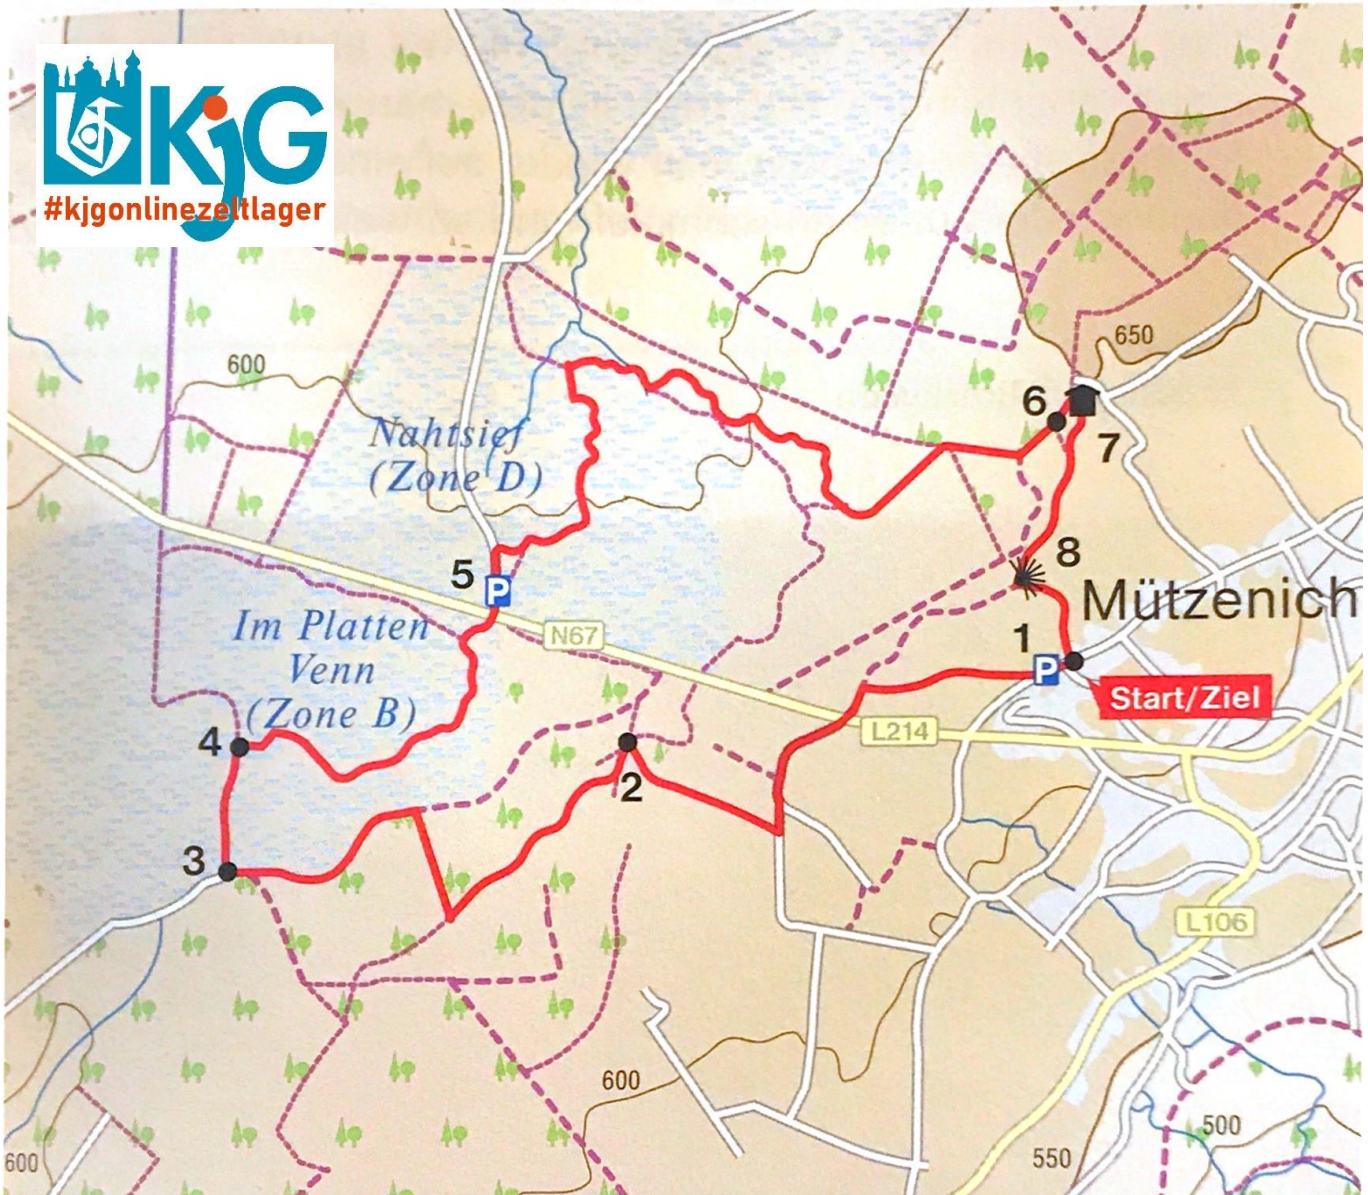 KjG
#kjgonlinezeltlager
650
600
6
7
Nahtsief
(Zone D)
8
5
P
Mützenich
Im Platten
Venn
(Zone B)
N67
1
P
Start/Ziel
4
L214
2
3
L106
600
500
550
600